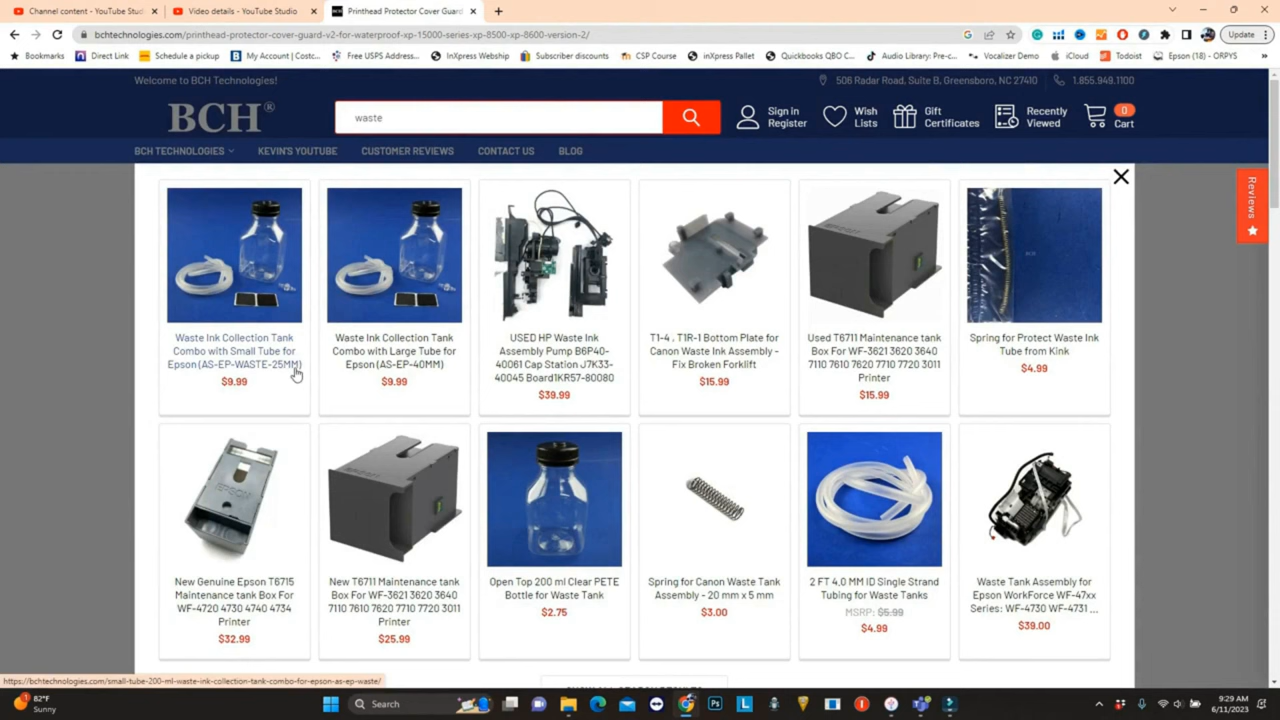 Channel content - YouTube Stud
Video details - YouTube Studio
Printhead Protector Cover Guard
bchtechnologies.com/printhead-protector-cover-guard-v2-for-waterproof-xp-15000-series-xp-8500-xp-8600-version-2/
Update
Bookmarks
Direct Link
Schedule a pickup
My Account | Costc...
Free USPS Address...
InXpress Webship
Subscriber discounts
CSP Course
inXpress Pallet
Quickbooks QBO C...
Audio Library: Pre-c...
Vocalizer Demo
iCloud
Todoist
Epson (18) - ORPYS
Welcome to BCH Technologies!
506 Radar Road, Suite B, Greensboro, NC 27410
1.855.949.1100
BCH®
waste
Sign in
Register
Wish
Lists
Gift
Certificates
Recently
Viewed
0
Cart
BCH TECHNOLOGIES
KEVIN'S YOUTUBE
CUSTOMER REVIEWS
CONTACT US
BLOG
Reviews
Waste Ink Collection Tank
Combo with Small Tube for
Epson (AS-EP-WASTE-25MM)
$9.99
Waste Ink Collection Tank
Combo with Large Tube for
Epson (AS-EP-40MM)
$9.99
USED HP Waste Ink
Assembly Pump B6P40-
40061 Cap Station J7K33-
40045 Board1KR57-80080
$39.99
T1-4 , T1R-1 Bottom Plate for
Canon Waste Ink Assembly -
Fix Broken Forklift
$15.99
Used T6711 Maintenance tank
Box For WF-3621 3620 3640
7110 7610 7620 7710 7720 3011
Printer
$15.99
Spring for Protect Waste Ink
Tube from Kink
$4.99
New Genuine Epson T6715
Maintenance tank Box For
WF-4720 4730 4740 4734
Printer
$32.99
New T6711 Maintenance tank
Box For WF-3621 3620 3640
7110 7610 7620 7710 7720 3011
Printer
$25.99
Open Top 200 ml Clear PETE
Bottle for Waste Tank
$2.75
Spring for Canon Waste Tank
Assembly - 20 mm x 5 mm
$3.00
2 FT 4.0 MM ID Single Strand
Tubing for Waste Tanks
MSRP: $5.99
$4.99
Waste Tank Assembly for
Epson WorkForce WF-47xx
Series: WF-4730 WF-4731 ...
$39.00
https://bchtechnologies.com/small-tube-200-ml-waste-ink-collection-tank-combo-for-epson-as-ep-waste/
82°F
Sunny
Search
9:29 AM
6/11/2023